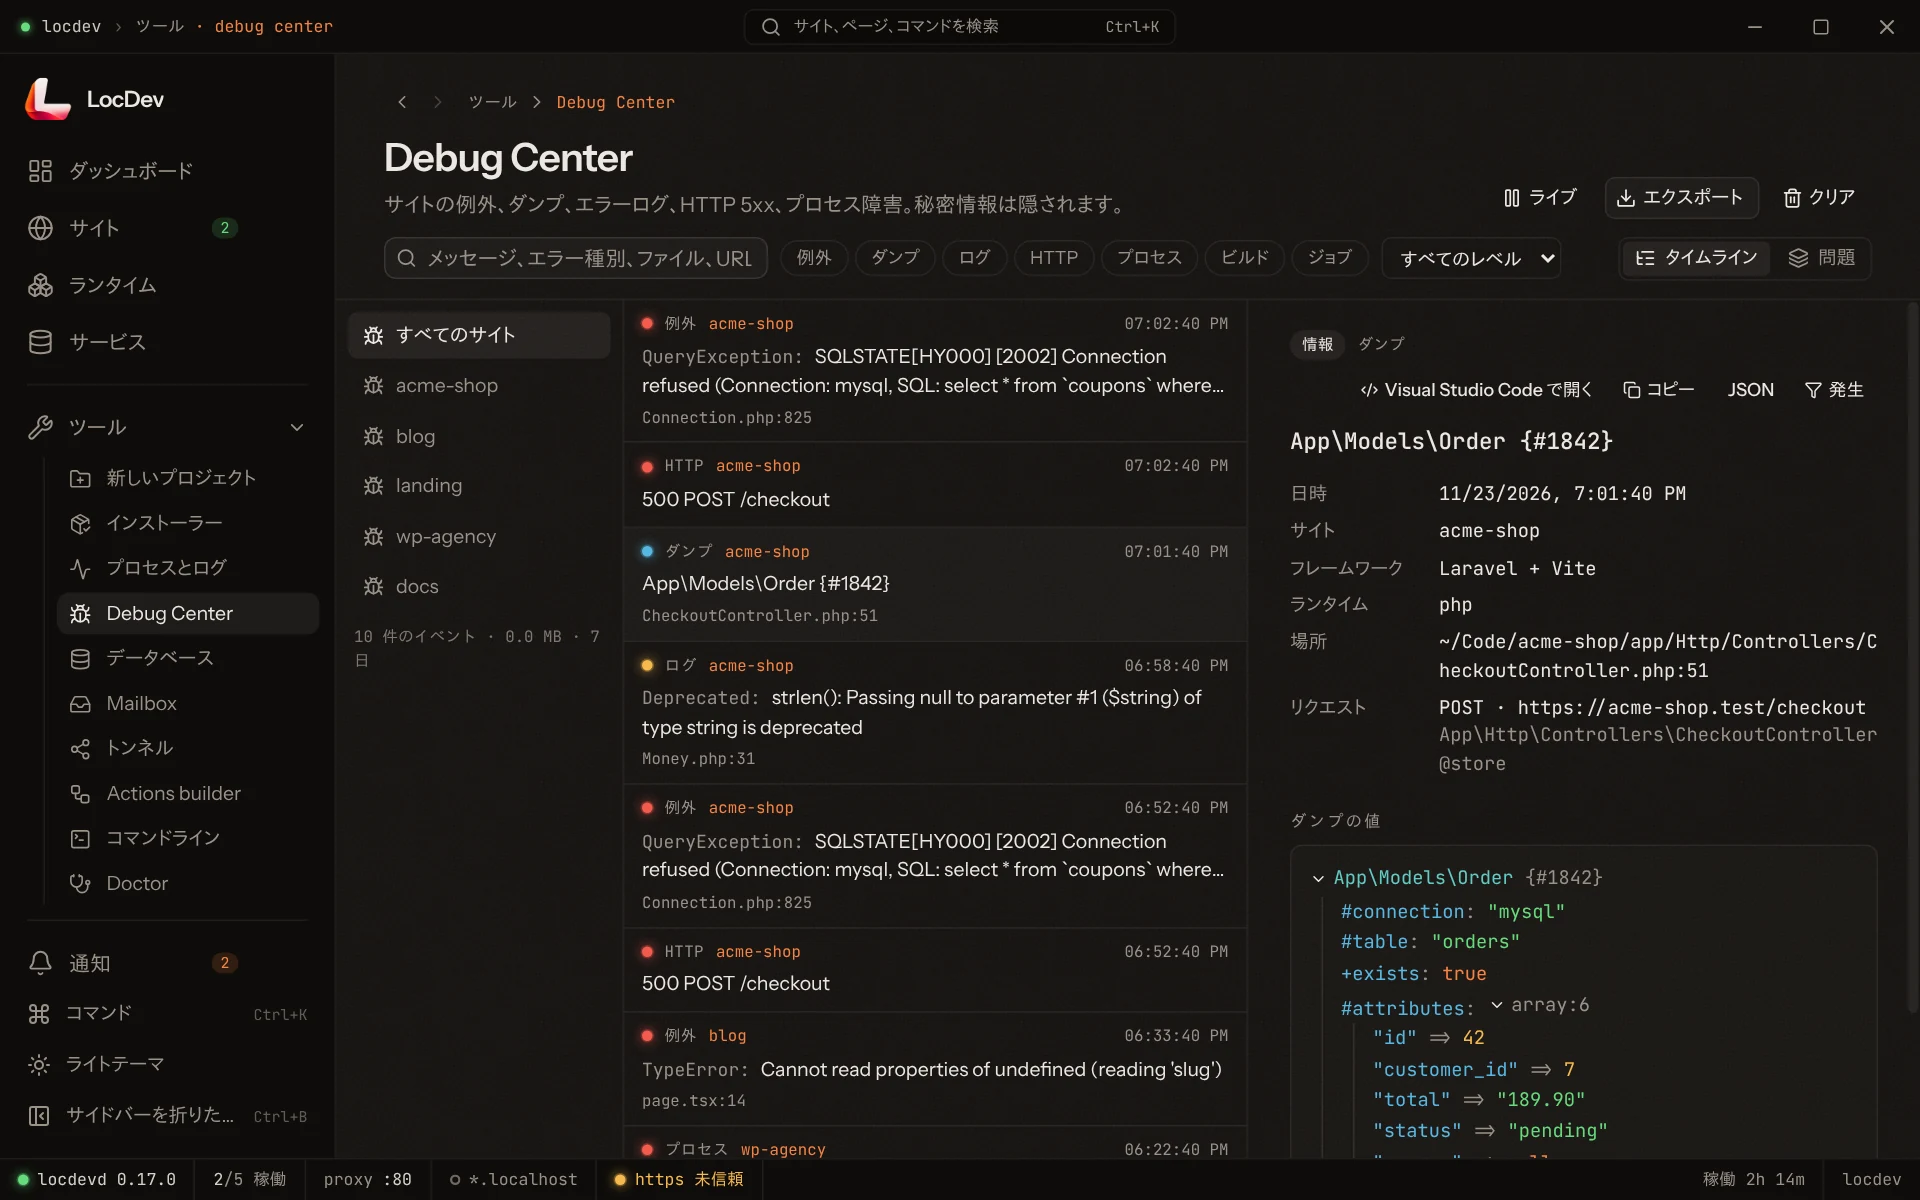 locdev › ツール · debug center
サイト、ページ、コマンドを検索 Ctrl+K
LocDev
ダッシュボード
サイト 2
ランタイム
サービス
ツール
新しいプロジェクト
インストーラー
プロセスとログ
Debug Center
データベース
Mailbox
トンネル
Actions builder
コマンドライン
Doctor
通知 2
コマンド Ctrl+K
ライトテーマ
サイドバーを折りた... Ctrl+B
ツール > Debug Center
Debug Center
サイトの例外、ダンプ、エラーログ、HTTP 5xx、プロセス障害。秘密情報は隠されます。
ライブ エクスポート クリア
メッセージ、エラー種別、ファイル、URL
例外 ダンプ ログ HTTP プロセス ビルド ジョブ すべてのレベル
タイムライン 問題
すべてのサイト
acme-shop
blog
landing
wp-agency
docs
10 件のイベント · 0.0 MB · 7
日
例外 acme-shop 07:02:40 PM
QueryException: SQLSTATE[HY000] [2002] Connection
refused (Connection: mysql, SQL: select * from `coupons` where...
Connection.php:825
HTTP acme-shop 07:02:40 PM
500 POST /checkout
ダンプ acme-shop 07:01:40 PM
App\Models\Order {#1842}
CheckoutController.php:51
ログ acme-shop 06:58:40 PM
Deprecated: strlen(): Passing null to parameter #1 ($string) of
type string is deprecated
Money.php:31
例外 acme-shop 06:52:40 PM
QueryException: SQLSTATE[HY000] [2002] Connection
refused (Connection: mysql, SQL: select * from `coupons` where...
Connection.php:825
HTTP acme-shop 06:52:40 PM
500 POST /checkout
例外 blog 06:33:40 PM
TypeError: Cannot read properties of undefined (reading 'slug')
page.tsx:14
プロセス wp-agency 06:22:40 PM
情報 ダンプ
Visual Studio Code で開く コピー JSON 発生
App\Models\Order {#1842}
日時 11/23/2026, 7:01:40 PM
サイト acme-shop
フレームワーク Laravel + Vite
ランタイム php
場所 ~/Code/acme-shop/app/Http/Controllers/C
heckoutController.php:51
リクエスト POST · https://acme-shop.test/checkout
App\Http\Controllers\CheckoutController
@store
ダンプの値
App\Models\Order {#1842}
#connection: "mysql"
#table: "orders"
+exists: true
#attributes: array:6
"id" => 42
"customer_id" => 7
"total" => "189.90"
"status" => "pending"
locdevd 0.17.0 2/5 稼働 proxy :80 *.localhost https 未信頼
稼働 2h 14m locdev